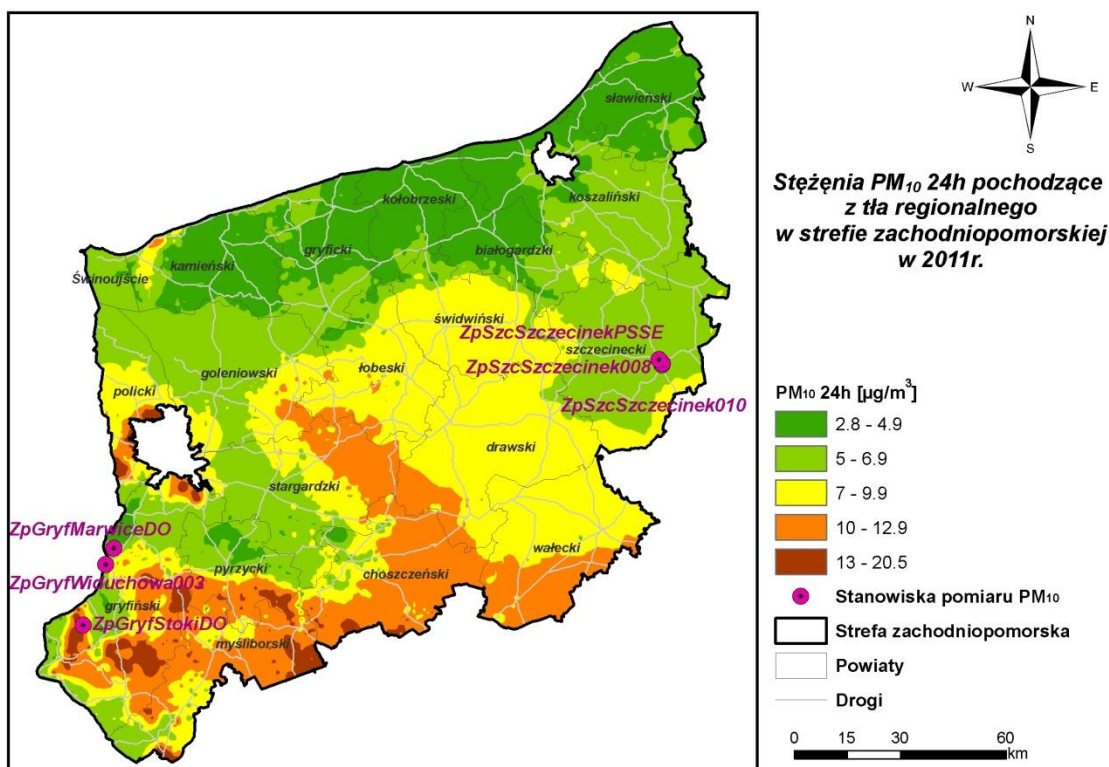 N
W
E
S
Stężenia PM10 24h pochodzące
z tła regionalnego
w strefie zachodniopomorskiej
w 2011r.
sławieński
koszaliński
kołobrzeski
białogardzki
gryficki
kamieński
Świnoujście
świdwiński
ZpSzcSzczecinekPSSE
szczecinecki
ZpSzcSzczecinek008
ZpSzcSzczecinek010
łobeski
goleniowski
policki
drawski
stargardzki
ZpGryfMarwiceDO
wałecki
pyrzycki
choszczeński
ZpGryfWiduchowa003
gryfiński
ZpGryfStokiDO
myśliborski
PM10 24h [µg/m³]
2.8 - 4.9
5 - 6.9
7 - 9.9
10 - 12.9
13 - 20.5
Stanowiska pomiaru PM10
Strefa zachodniopomorska
Powiaty
Drogi
0 15 30 60
km